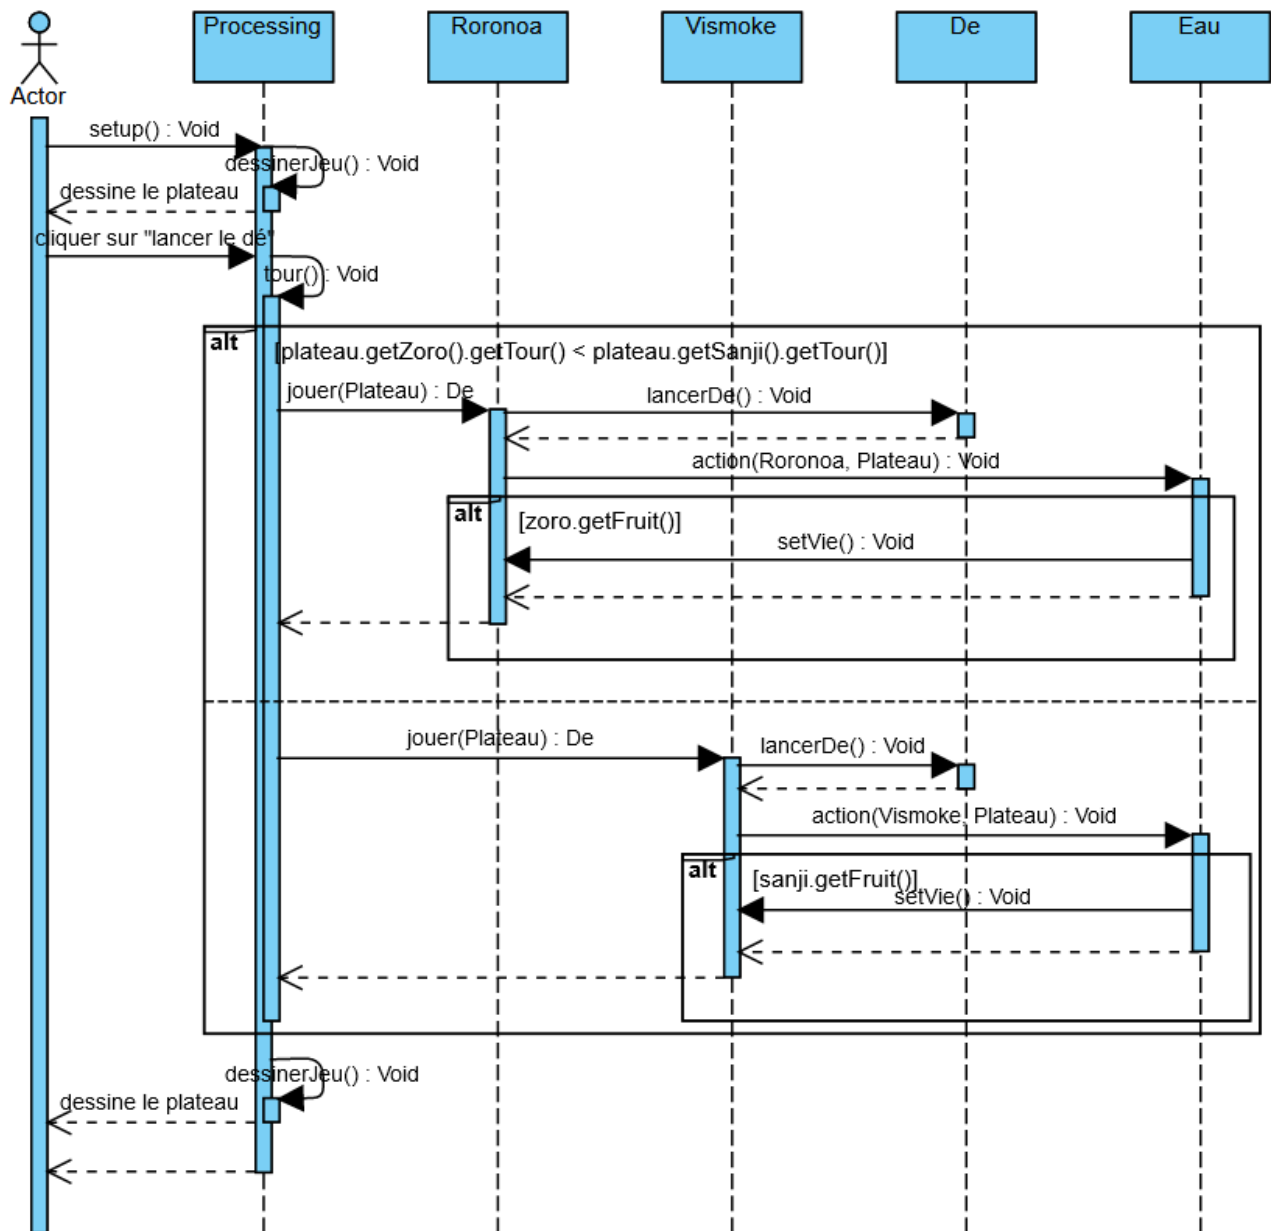 Processing
Roronoa
Vismoke
De
Eau
Actor
setup() : Void
dessinerJeu() : Void
dessine le plateau
cliquer sur "lancer le dé"
tour() : Void
alt
[plateau.getZoro().getTour() < plateau.getSanji().getTour()]
jouer(Plateau) : De
lancerDe() : Void
action(Roronoa, Plateau) : Void
alt
[zoro.getFruit()]
setVie() : Void
jouer(Plateau) : De
lancerDe() : Void
action(Vismoke, Plateau) : Void
alt
[sanji.getFruit()]
setVie() : Void
dessinerJeu() : Void
dessine le plateau